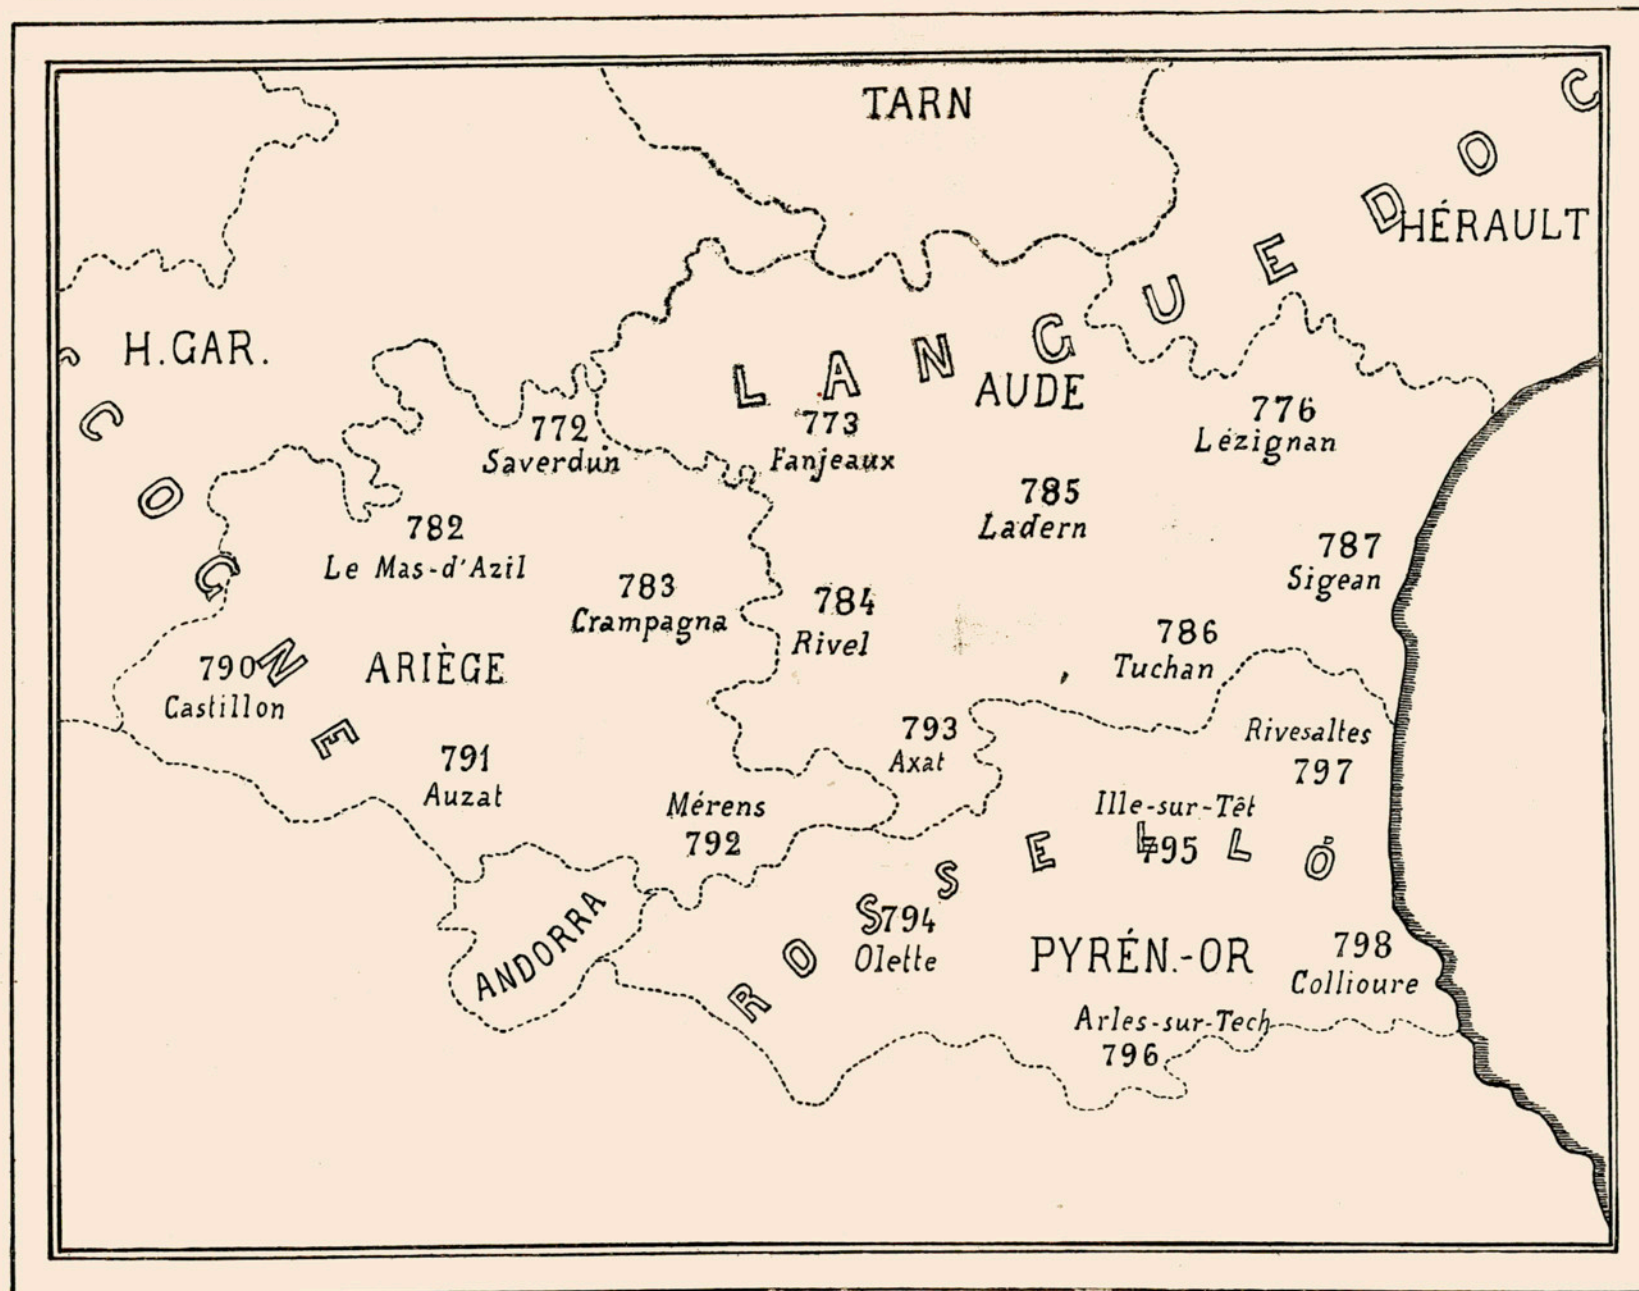 TARN
HÉRAULT
H.GAR.
LANGUEDOC
GOCCNE
AUDE
772
Saverdun
773
Fanjeaux
776
Lézignan
782
Le Mas-d'Azil
785
Ladern
787
Sigean
783
Crampagna
784
Rivel
786
Tuchan
790
Castillon
ARIÈGE
793
Axat
Rivesaltes
797
791
Auzat
Mérens
792
Ille-sur-Têt
795
ROSSELLÓ
ANDORRA
794
Olette
PYRÉN.-OR
798
Collioure
Arles-sur-Tech
796